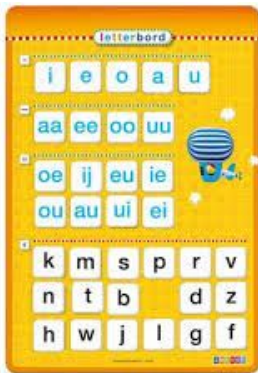 letterbord
i e o a u
aa ee oo uu
oe ij eu ie
ou au ui ei
k m s p r v
n t b d z
h w j l g f